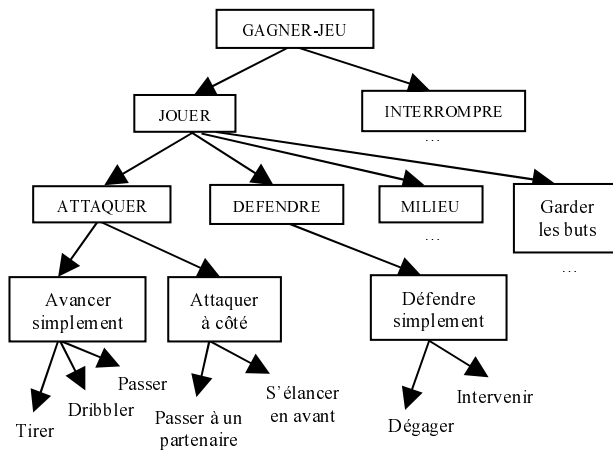 GAGNER-JEU
JOUER
INTERROMPRE
...
ATTAQUER
DEFENDRE
MILIEU
...
Garder
les buts
...
Avancer
simplement
Attaquer
à côté
Défendre
simplement
Tirer
Dribbler
Passer
Passer à un
partenaire
S'élancer
en avant
Dégager
Intervenir